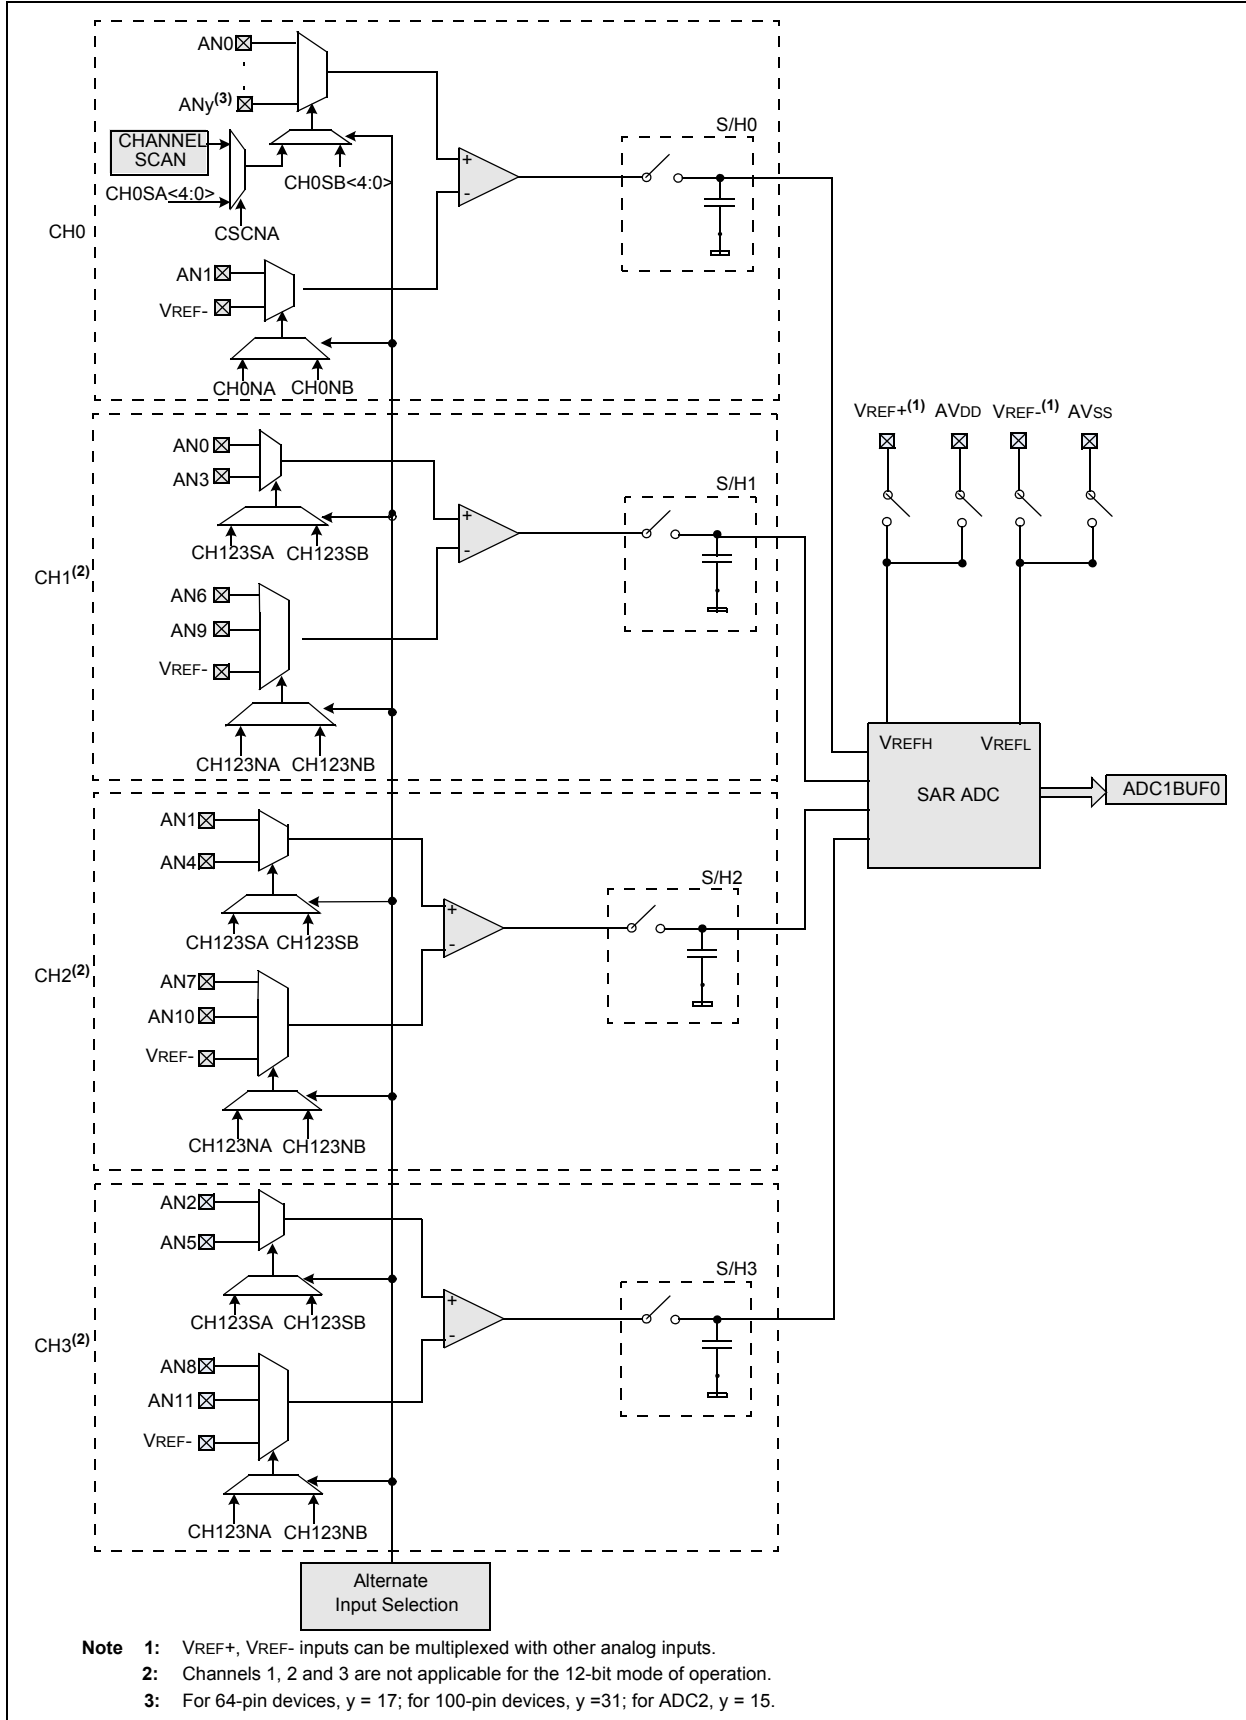 AN0
ANy(3)
CHANNEL
SCAN
CH0SA<4:0>
CH0SB<4:0>
CSCNA
CH0
AN1
VREF-
CH0NA CH0NB
+
-
S/H0
AN0
AN3
CH123SA CH123SB
CH1(2)
AN6
AN9
VREF-
CH123NA CH123NB
+
-
S/H1
VREF+(1) AVDD VREF-(1) AVSS
VREFH VREFL
SAR ADC
ADC1BUF0
AN1
AN4
CH123SA CH123SB
CH2(2)
AN7
AN10
VREF-
CH123NA CH123NB
+
-
S/H2
AN2
AN5
CH123SA CH123SB
CH3(2)
AN8
AN11
VREF-
CH123NA CH123NB
+
-
S/H3
Alternate
Input Selection
Note 1: VREF+, VREF- inputs can be multiplexed with other analog inputs.
2: Channels 1, 2 and 3 are not applicable for the 12-bit mode of operation.
3: For 64-pin devices, y = 17; for 100-pin devices, y =31; for ADC2, y = 15.